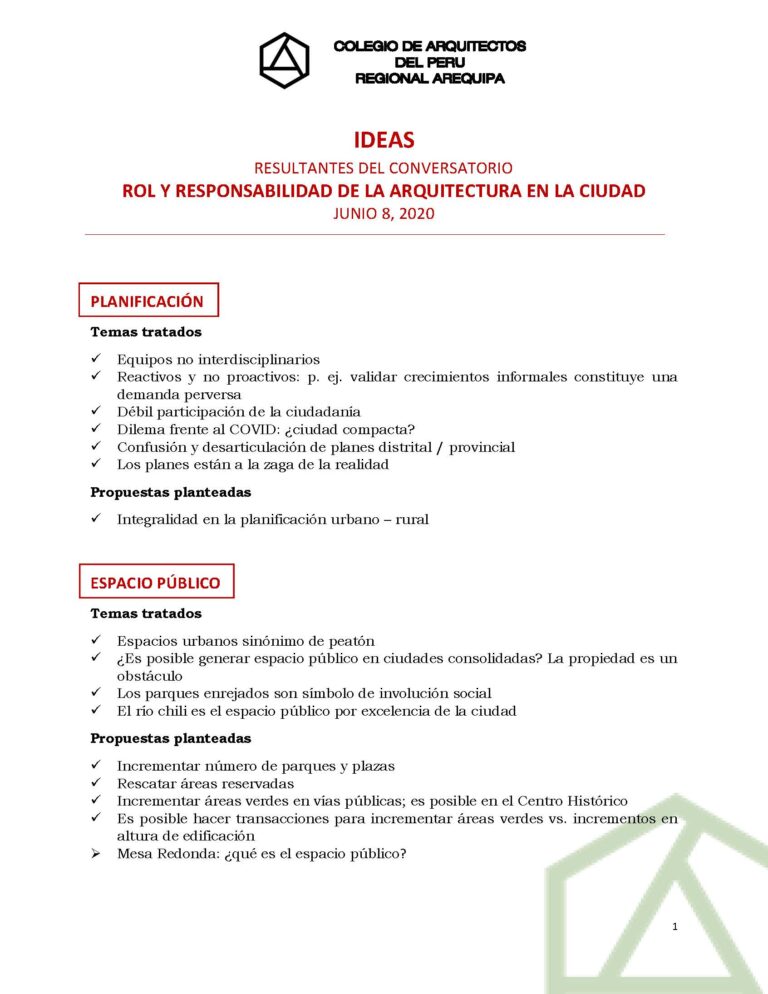 COLEGIO DE ARQUITECTOS
DEL PERU
REGIONAL AREQUIPA
IDEAS
RESULTANTES DEL CONVERSATORIO
ROL Y RESPONSABILIDAD DE LA ARQUITECTURA EN LA CIUDAD
JUNIO 8, 2020
PLANIFICACIÓN
Temas tratados
✓ Equipos no interdisciplinarios
✓ Reactivos y no proactivos: p. ej. validar crecimientos informales constituye una
demanda perversa
✓ Débil participación de la ciudadanía
✓ Dilema frente al COVID: ¿ciudad compacta?
✓ Confusión y desarticulación de planes distrital / provincial
✓ Los planes están a la zaga de la realidad
Propuestas planteadas
✓ Integralidad en la planificación urbano – rural
ESPACIO PÚBLICO
Temas tratados
✓ Espacios urbanos sinónimo de peatón
✓ ¿Es posible generar espacio público en ciudades consolidadas? La propiedad es un
obstáculo
✓ Los parques enrejados son símbolo de involución social
✓ El río chili es el espacio público por excelencia de la ciudad
Propuestas planteadas
✓ Incrementar número de parques y plazas
✓ Rescatar áreas reservadas
✓ Incrementar áreas verdes en vías públicas; es posible en el Centro Histórico
✓ Es posible hacer transacciones para incrementar áreas verdes vs. incrementos en
altura de edificación
➢ Mesa Redonda: ¿qué es el espacio público?
1